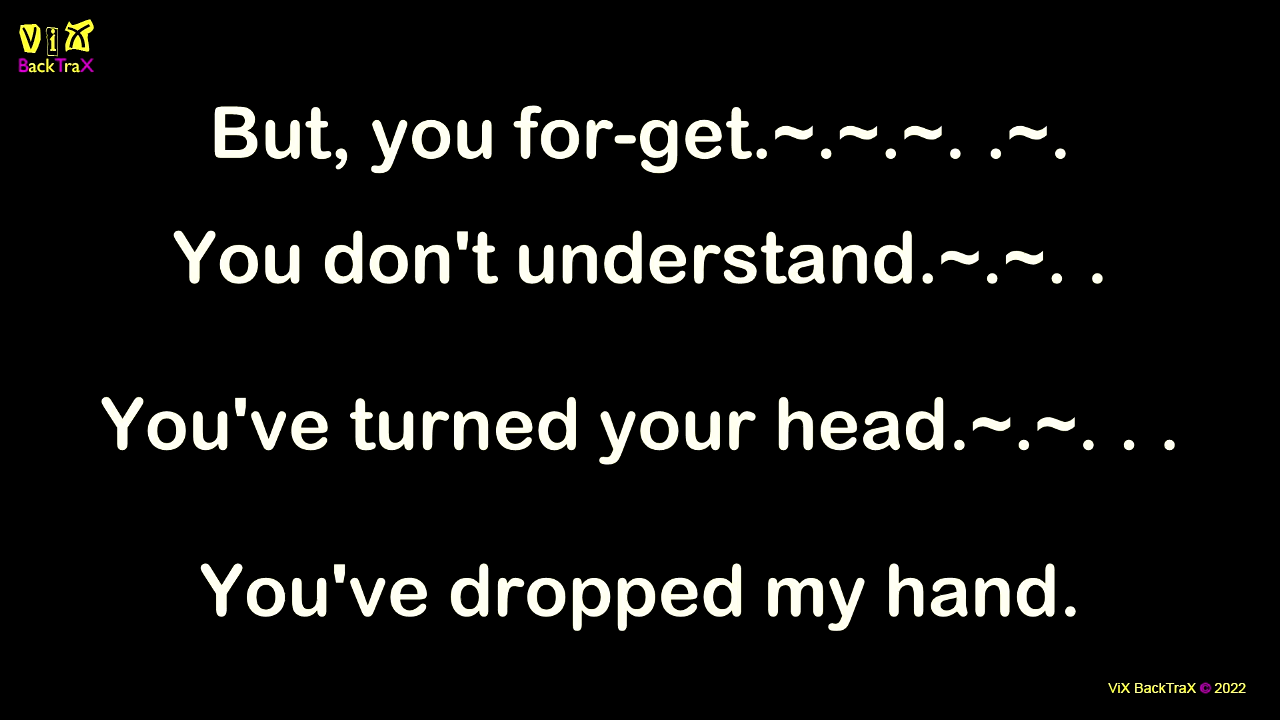 ViX
BackTraX
But, you for-get.~.~.~. .~.
You don't understand.~.~. .
You've turned your head.~.~. . .
You've dropped my hand.
ViX BackTraX © 2022